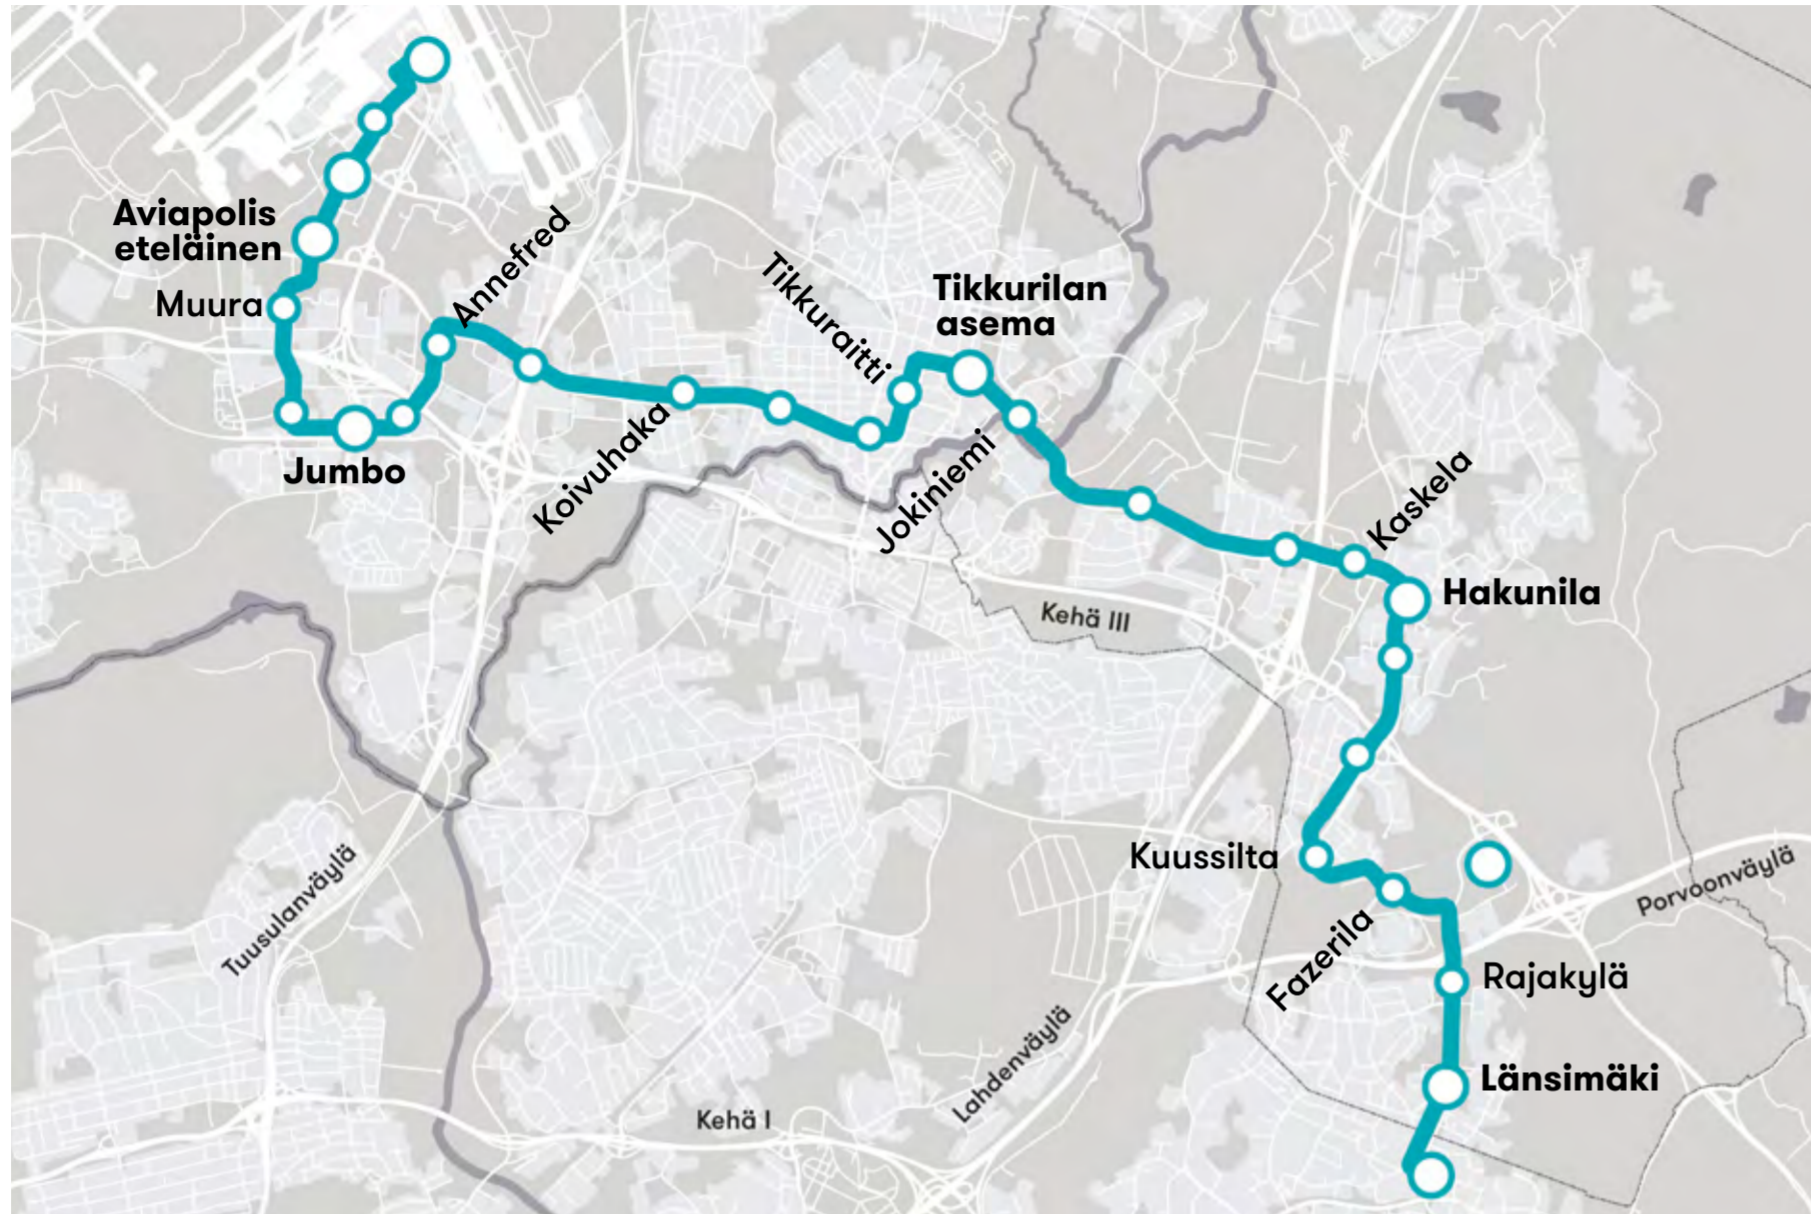 Aviapolis
eteläinen
Muura
Annefred
Tikkuraitti
Tikkurilan
asema
Jumbo
Koivuhaka
Jokiniemi
Kaskela
Hakunila
Kehä III
Kuussilta
Tuusulanväylä
Porvoonväylä
Fazerila
Rajakylä
Lahdenväylä
Länsimäki
Kehä I